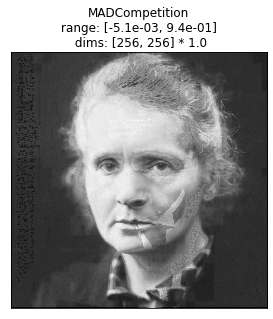 MADCompetition
range: [-5.1e-03, 9.4e-01]
dims: [256, 256] * 1.0